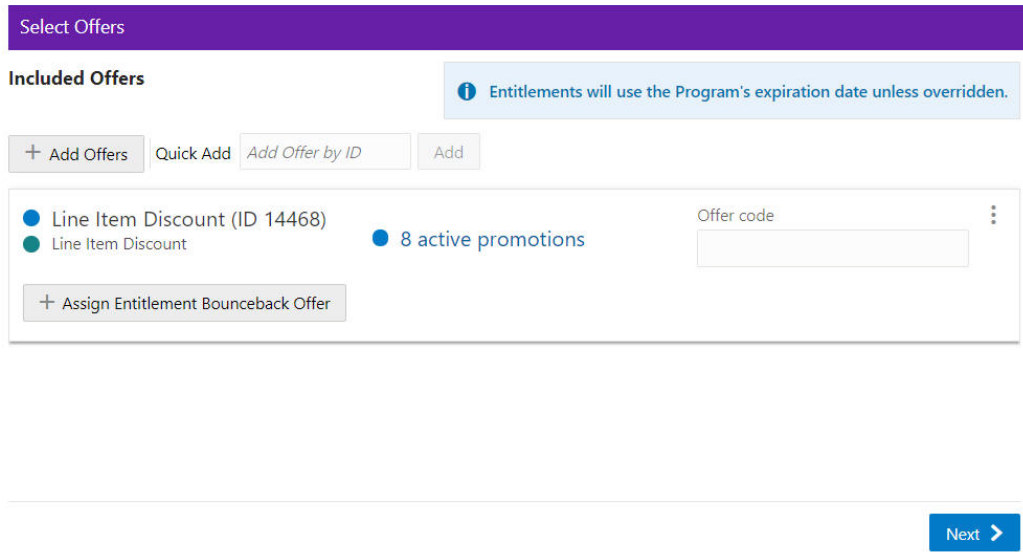 Select Offers
Included Offers
Entitlements will use the Program's expiration date unless overridden.
+ Add Offers Quick Add Add Offer by ID Add
Line Item Discount (ID 14468)
Line Item Discount
8 active promotions
Offer code
+ Assign Entitlement Bounceback Offer
Next